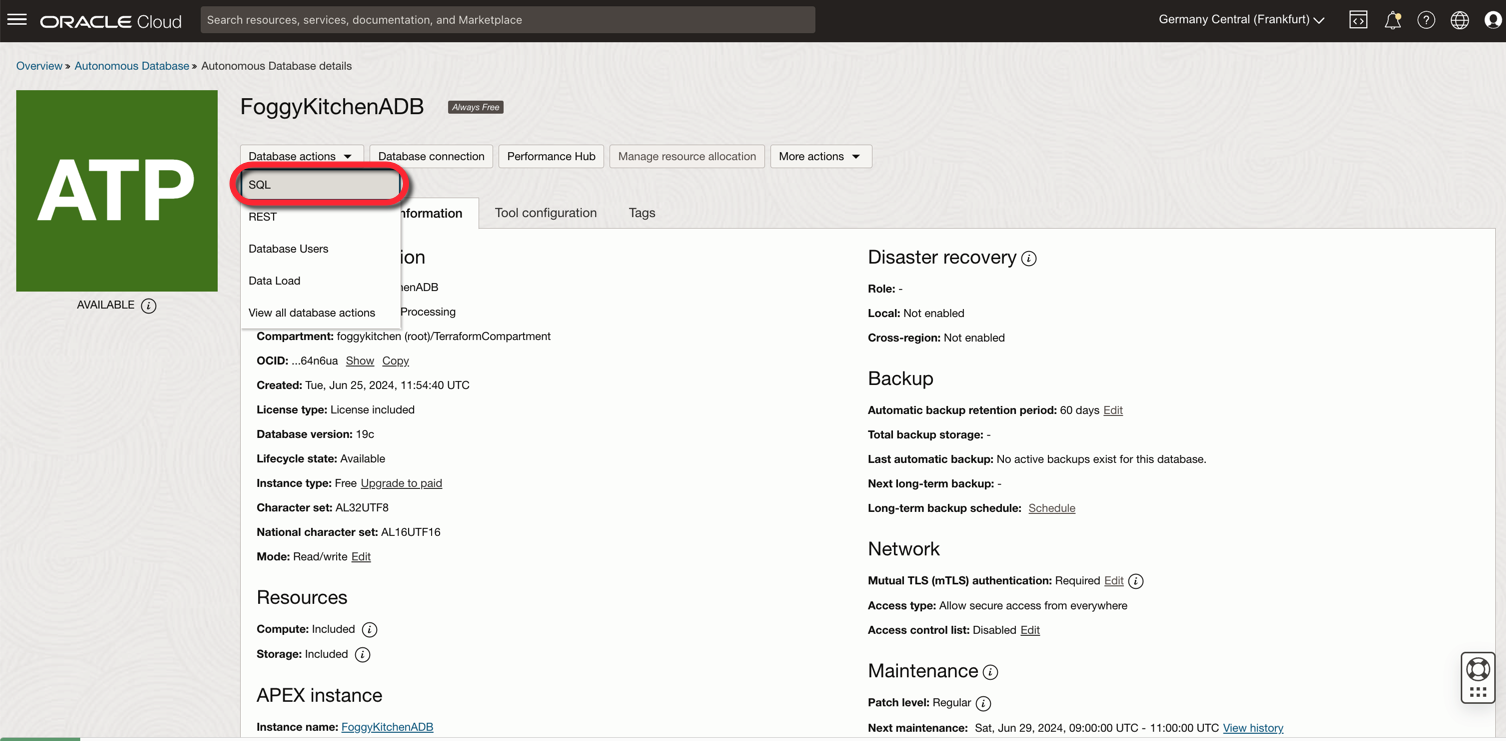 ORACLE Cloud
Search resources, services, documentation, and Marketplace
Germany Central (Frankfurt)
Overview » Autonomous Database » Autonomous Database details
ATP
AVAILABLE
FoggyKitchenADB
Always Free
Database actions
Database connection
Performance Hub
Manage resource allocation
More actions
SQL
REST
Database Users
Data Load
View all database actions
nformation
Tool configuration
Tags
ion
henADB
Processing
Compartment: foggykitchen (root)/TerraformCompartment
OCID: ...64n6ua Show Copy
Created: Tue, Jun 25, 2024, 11:54:40 UTC
License type: License included
Database version: 19c
Lifecycle state: Available
Instance type: Free Upgrade to paid
Character set: AL32UTF8
National character set: AL16UTF16
Mode: Read/write Edit
Resources
Compute: Included
Storage: Included
APEX instance
Instance name: FoggyKitchenADB
Disaster recovery
Role: -
Local: Not enabled
Cross-region: Not enabled
Backup
Automatic backup retention period: 60 days Edit
Total backup storage: -
Last automatic backup: No active backups exist for this database.
Next long-term backup: -
Long-term backup schedule: Schedule
Network
Mutual TLS (mTLS) authentication: Required Edit
Access type: Allow secure access from everywhere
Access control list: Disabled Edit
Maintenance
Patch level: Regular
Next maintenance: Sat, Jun 29, 2024, 09:00:00 UTC - 11:00:00 UTC View history